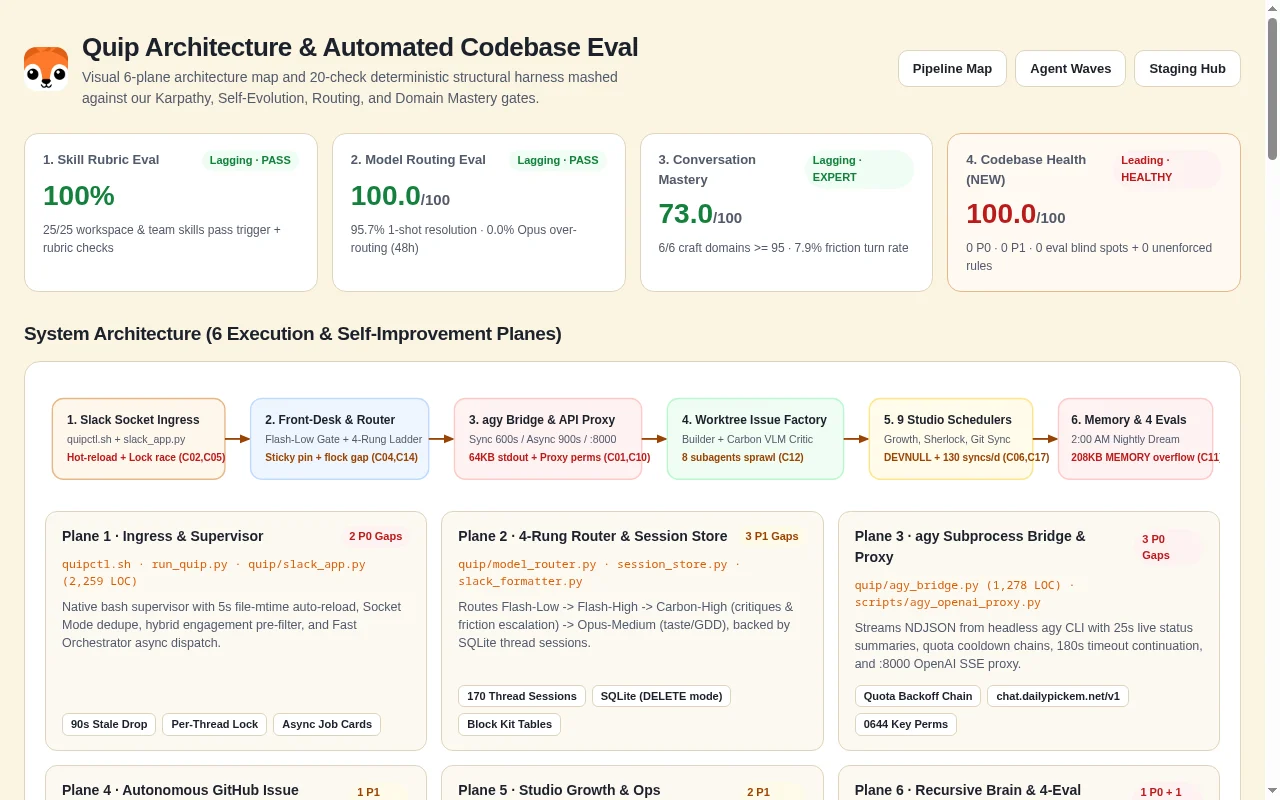 Quip Architecture & Automated Codebase Eval
Visual 6-plane architecture map and 20-check deterministic structural harness mashed
against our Karpathy, Self-Evolution, Routing, and Domain Mastery gates.
Pipeline Map
Agent Waves
Staging Hub
1. Skill Rubric Eval
Lagging · PASS
100%
25/25 workspace & team skills pass trigger +
rubric checks
2. Model Routing Eval
Lagging · PASS
100.0/100
95.7% 1-shot resolution · 0.0% Opus over-
routing (48h)
3. Conversation
Mastery
Lagging ·
EXPERT
73.0/100
6/6 craft domains >= 95 · 7.9% friction turn rate
4. Codebase Health
(NEW)
Leading ·
HEALTHY
100.0/100
0 P0 · 0 P1 · 0 eval blind spots + 0 unenforced
rules
System Architecture (6 Execution & Self-Improvement Planes)
1. Slack Socket Ingress
quipctl.sh + slack_app.py
Hot-reload + Lock race (C02,C05)
2. Front-Desk & Router
Flash-Low Gate + 4-Rung Ladder
Sticky pin + flock gap (C04,C14)
3. agy Bridge & API Proxy
Sync 600s / Async 900s / :8000
64KB stdout + Proxy perms (C01,C10)
4. Worktree Issue Factory
Builder + Carbon VLM Critic
8 subagents sprawl (C12)
5. 9 Studio Schedulers
Growth, Sherlock, Git Sync
DEVNULL + 130 syncs/d (C06,C17)
6. Memory & 4 Evals
2:00 AM Nightly Dream
208KB MEMORY overflow (C11
Plane 1 · Ingress & Supervisor
2 P0 Gaps
quipctl.sh · run_quip.py · quip/slack_app.py
(2,259 LOC)
Native bash supervisor with 5s file-mtime auto-reload, Socket
Mode dedupe, hybrid engagement pre-filter, and Fast
Orchestrator async dispatch.
90s Stale Drop
Per-Thread Lock
Async Job Cards
Plane 2 · 4-Rung Router & Session Store
3 P1 Gaps
quip/model_router.py · session_store.py ·
slack_formatter.py
Routes Flash-Low -> Flash-High -> Carbon-High (critiques &
friction escalation) -> Opus-Medium (taste/GDD), backed by
SQLite thread sessions.
170 Thread Sessions
SQLite (DELETE mode)
Block Kit Tables
Plane 3 · agy Subprocess Bridge &
Proxy
3 P0
Gaps
quip/agy_bridge.py (1,278 LOC) ·
scripts/agy_openai_proxy.py
Streams NDJSON from headless agy CLI with 25s live status
summaries, quota cooldown chains, 180s timeout continuation,
and :8000 OpenAI SSE proxy.
Quota Backoff Chain
chat.dailypickem.net/v1
0644 Key Perms
Plane 4 · Autonomous GitHub Issue
1 P1
Plane 5 · Studio Growth & Ops
2 P1
Plane 6 · Recursive Brain & 4-Eval
1 P0 + 1